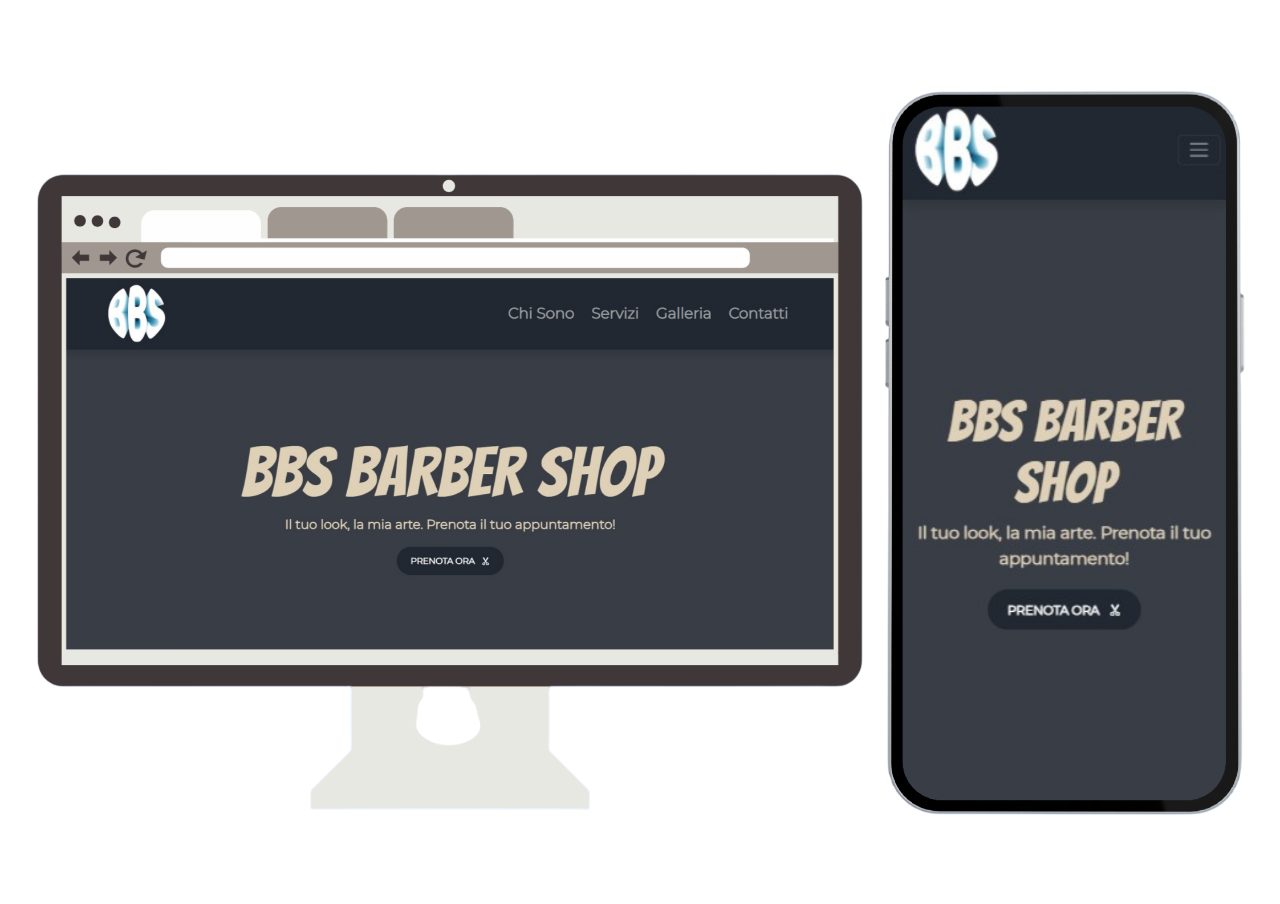 BBS
Chi Sono Servizi Galleria Contatti
BBS BARBER SHOP
Il tuo look, la mia arte. Prenota il tuo appuntamento!
PRENOTA ORA
BBS
BBS BARBER
SHOP
Il tuo look, la mia arte. Prenota il tuo
appuntamento!
PRENOTA ORA